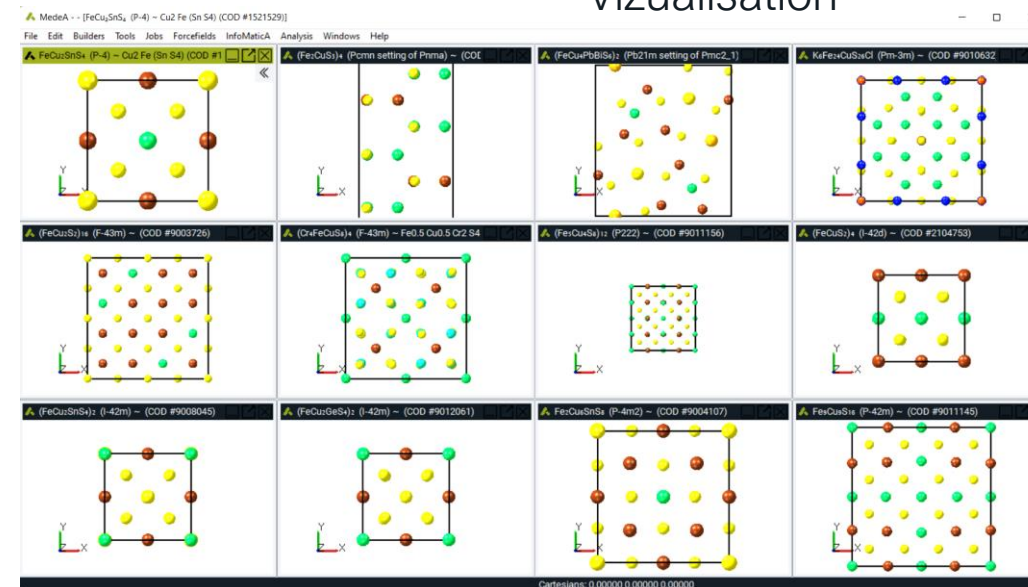 vizualisation
MedeA - - [FeCu₂SnS₄ (P-4) ~ Cu2 Fe (Sn S4) (COD #1521529)]
File Edit Builders Tools Jobs Forcefields InfoMaticA Analysis Windows Help
FeCu₂SnS₄ (P-4) ~ Cu2 Fe (Sn S4) (COD #1
(Fe₂CuS₃)₄ (Pcmn setting of Pnma) ~ (COD
(FeCu₄PbBiS₆)₂ (Pb21m setting of Pmc2_1)
K₆Fe₂₄CuS₂₆Cl (Pm-3m) ~ (COD #9010632
Y
Z X
Y
Z X
Y
Z X
Y
Z X
(FeCu₂S₂)₁₆ (F-43m) ~ (COD #9003726)
(Cr₄FeCuS₈)₄ (F-43m) ~ Fe0.5 Cu0.5 Cr2 S4
(Fe₅Cu₄S₈)₁₂ (P222) ~ (COD #9011156)
(FeCuS₂)₄ (I-42d) ~ (COD #2104753)
Y
Z X
Y
Z X
Y
Z X
Y
Z X
(FeCu₂SnS₄)₂ (I-42m) ~ (COD #9008045)
(FeCu₂GeS₄)₂ (I-42m) ~ (COD #9012061)
Fe₂Cu₆SnS₈ (P-4m2) ~ (COD #9004107)
Fe₉Cu₉S₁₆ (P-42m) ~ (COD #9011145)
Y
Z X
Y
Z X
Y
Z X
Y
Z X
Cartesians: 0.00000 0.00000 0.00000